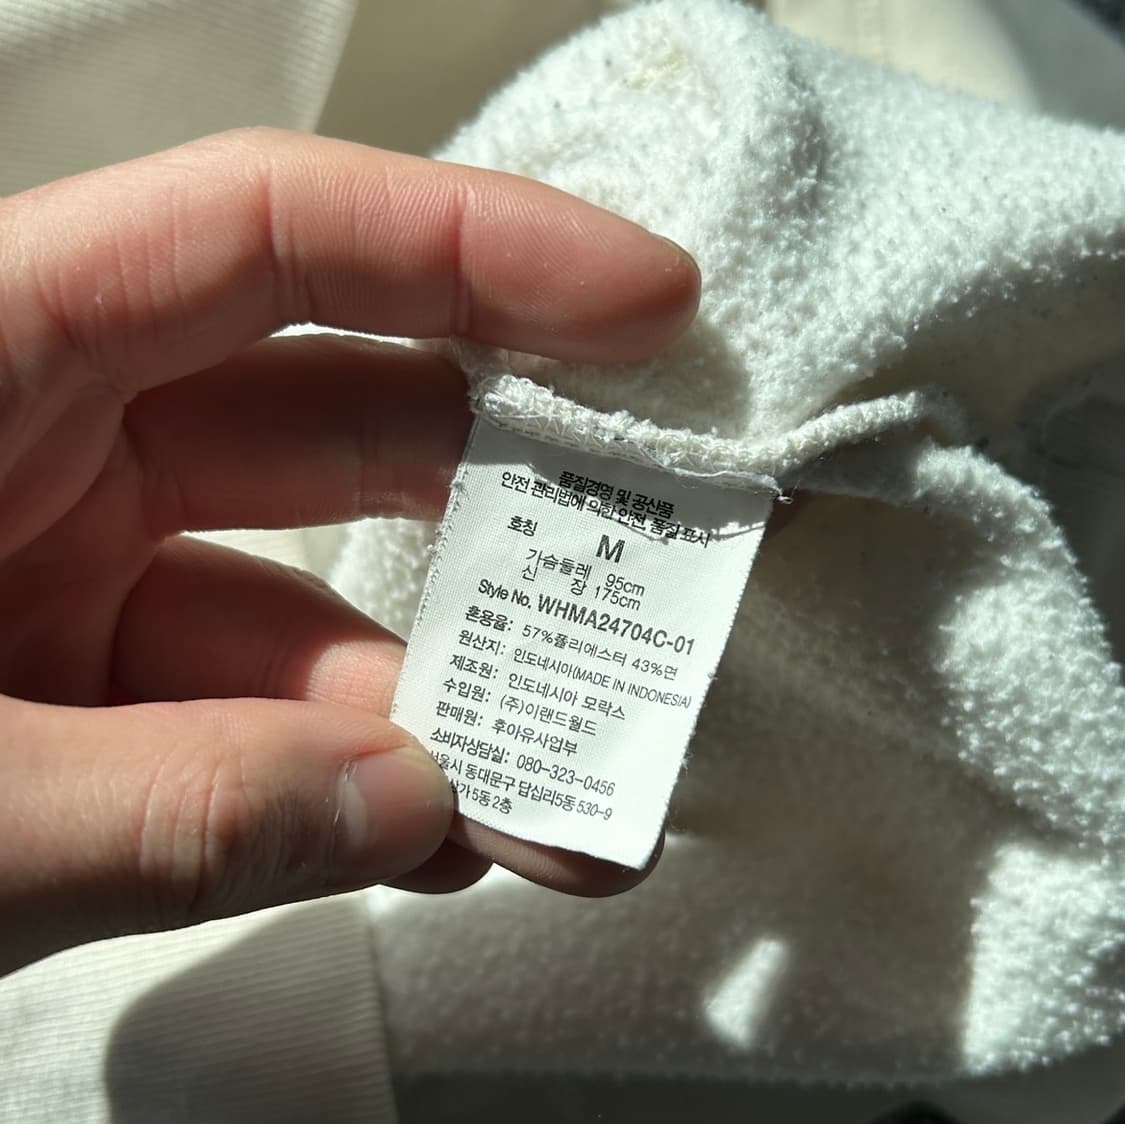 품질경영 및 공산품
안전 관리법에 의한 안전, 품질 표시
호칭 M
가슴둘레 95cm
신 장 175cm
Style No. WHMA24704C-01
혼용율: 57%폴리에스터 43%면
원산지: 인도네시아(MADE IN INDONESIA)
제조원: 인도네시아 모락스
수입원: (주)이랜드월드
판매원: 후아유사업부
소비자상담실: 080-323-0456
서울시 동대문구 답십리5동 530-9
5동 2층